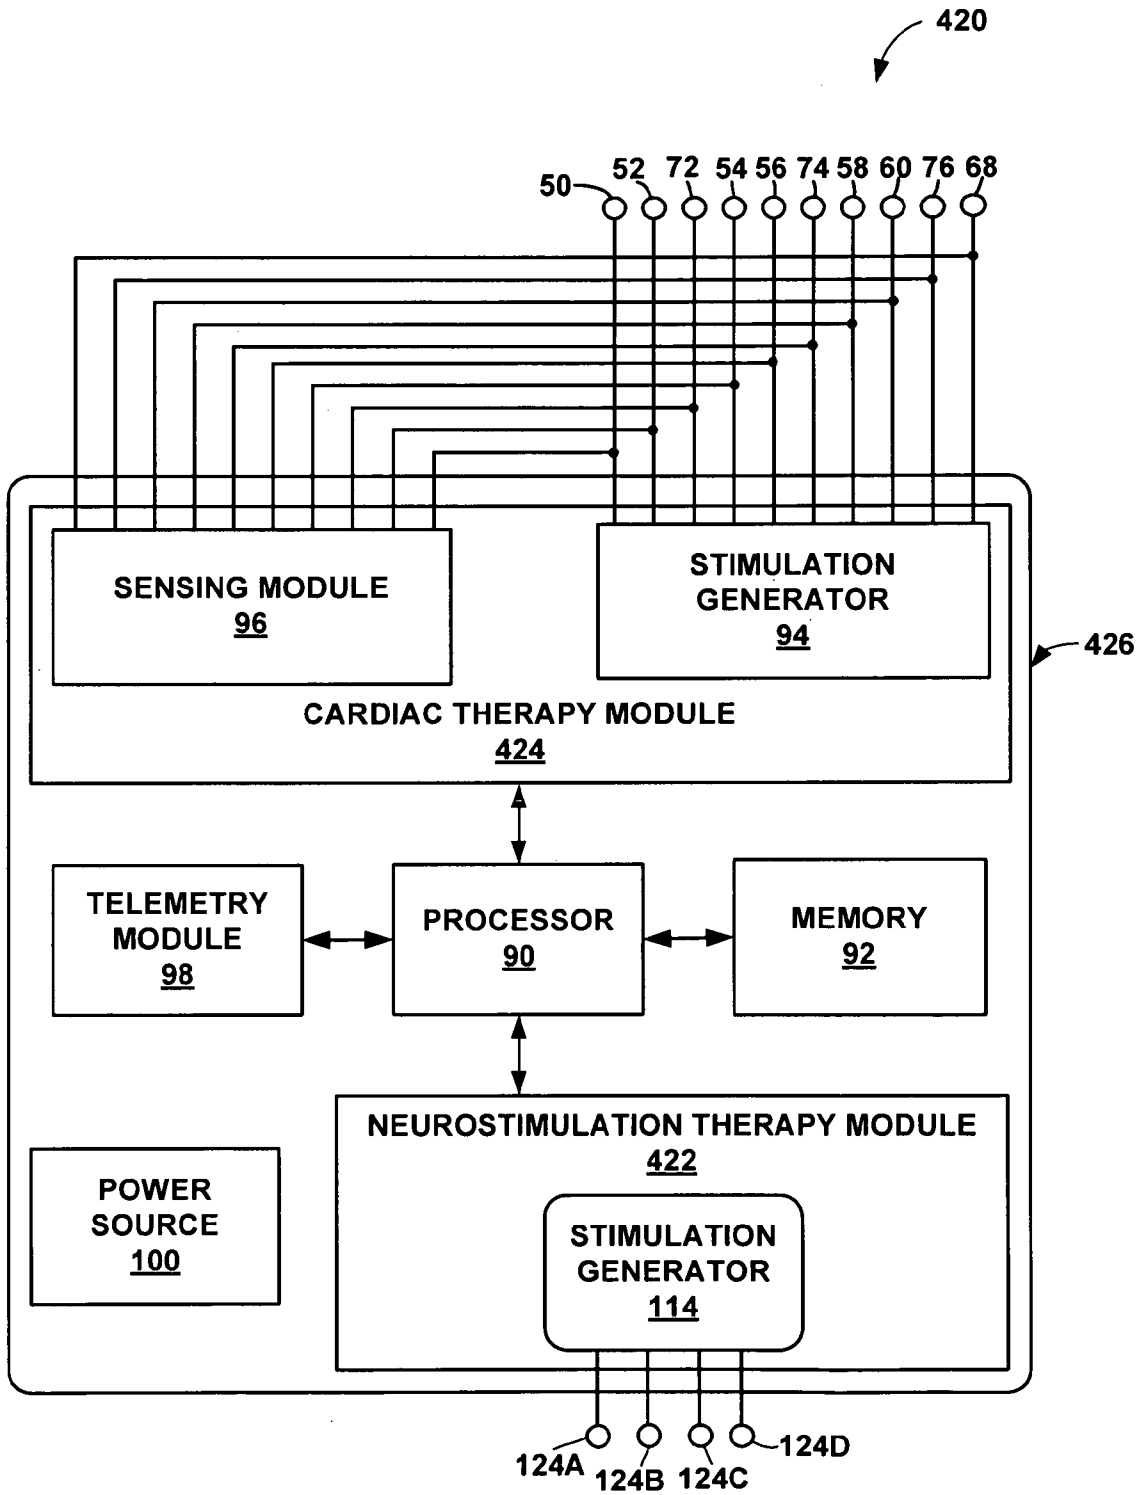 420
50 52 72 54 56 74 58 60 76 68
SENSING MODULE
96
STIMULATION
GENERATOR
94
426
CARDIAC THERAPY MODULE
424
TELEMETRY
MODULE
98
PROCESSOR
90
MEMORY
92
NEUROSTIMULATION THERAPY MODULE
422
POWER
SOURCE
100
STIMULATION
GENERATOR
114
124A 124B 124C 124D